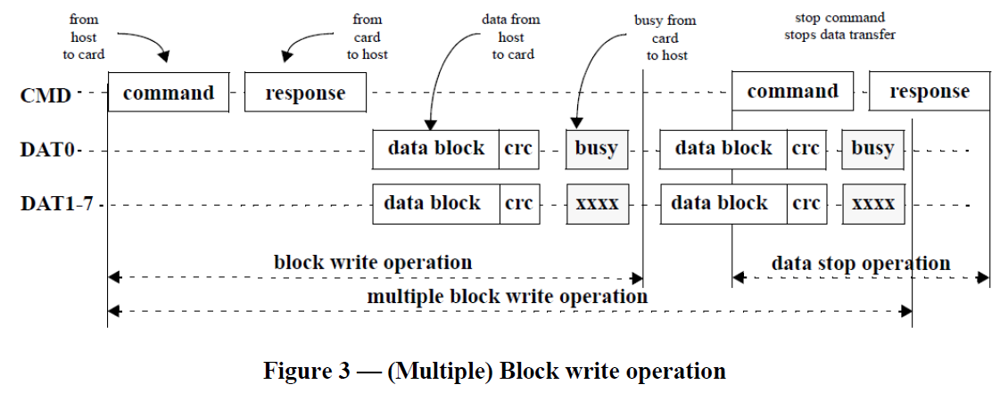 from
host
to card
from
card
to host
data from
host
to card
busy from
card
to host
stop command
stops data transfer
CMD
command
response
command
response
DAT0
data block
crc
busy
data block
crc
busy
DAT1-7
data block
crc
xxxx
data block
crc
xxxx
block write operation
data stop operation
multiple block write operation
Figure 3 — (Multiple) Block write operation